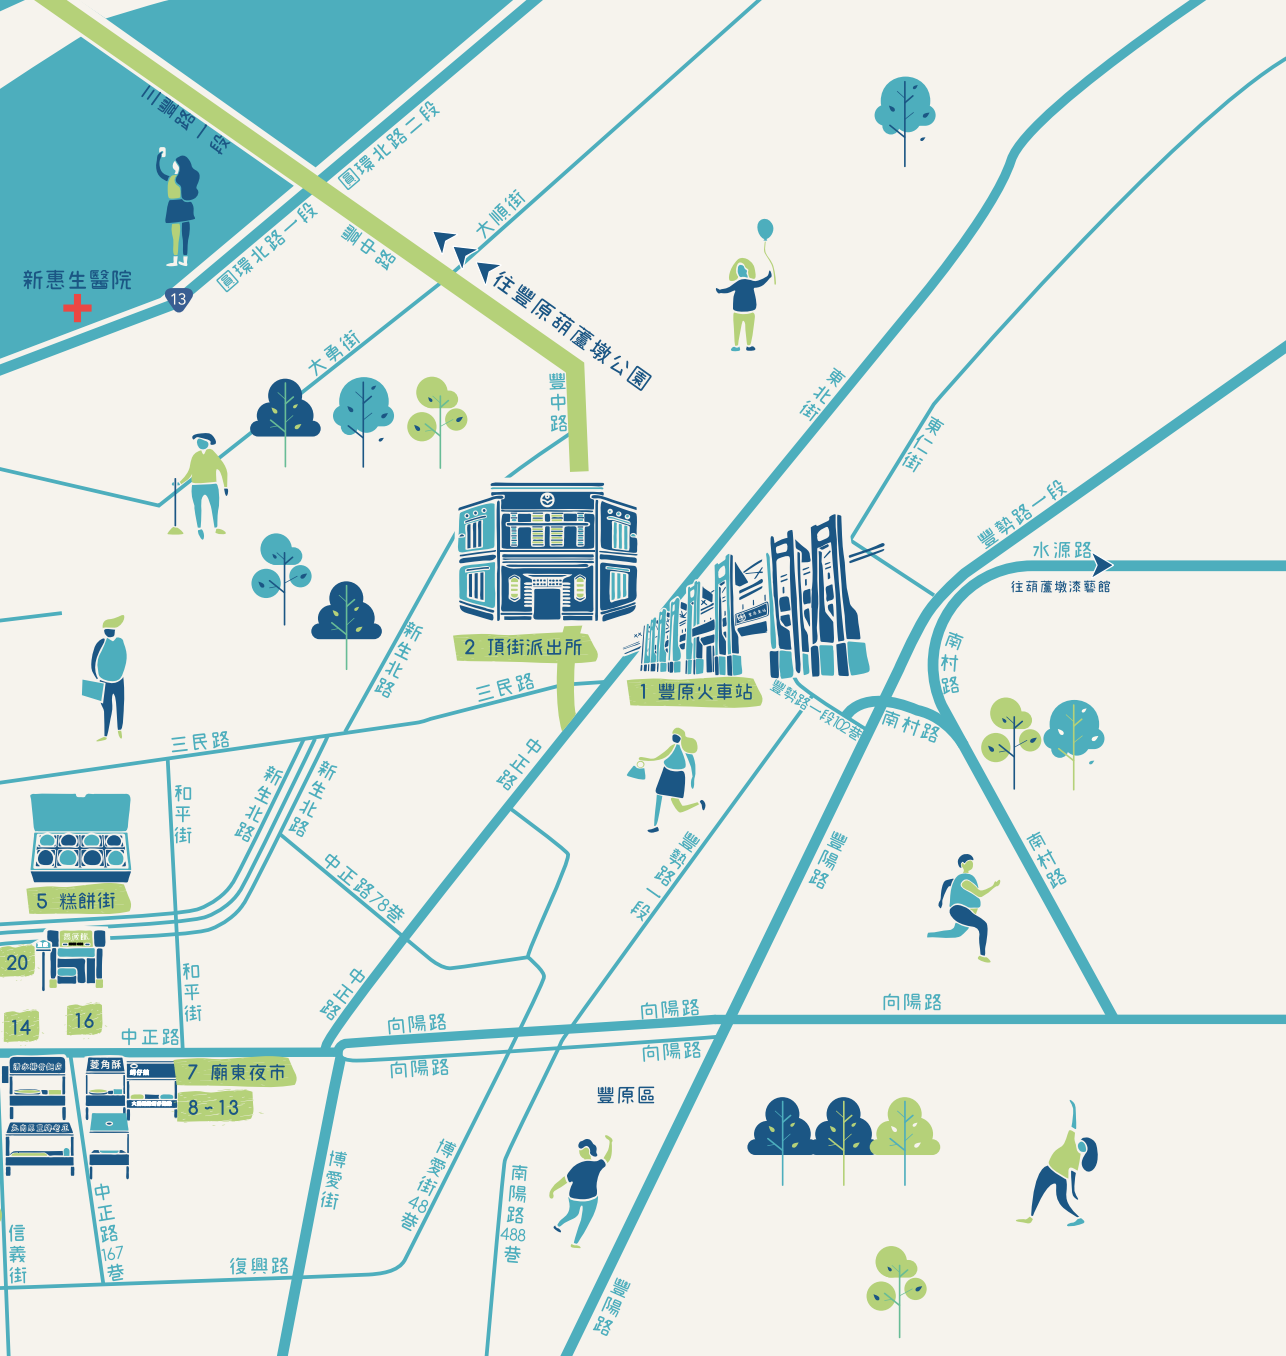 三豐路一段
圓環北路二段
圓環北路一段
豐中路
大順街
新惠生醫院
13
往豐原葫蘆墩公園
大勇街
豐中路
東北街
東仁街
豐勢路一段
水源路
往葫蘆墩漆藝館
新生北路
2 頂街派出所
三民路
1 豐原火車站
豐勢路一段102巷
南村路
南村路
三民路
中正路
和平街
新生北路
新生北路
5 糕餅街
中正路78巷
豐勢路一段
豐陽路
南村路
20
和平街
中正路
14
16
中正路
向陽路
向陽路
向陽路
向陽路
向陽路
菱角酥
7 廟東夜市
8~13
豐原區
博愛街
博愛街48巷
南陽路488巷
中正路167巷
信義街
復興路
豐陽路